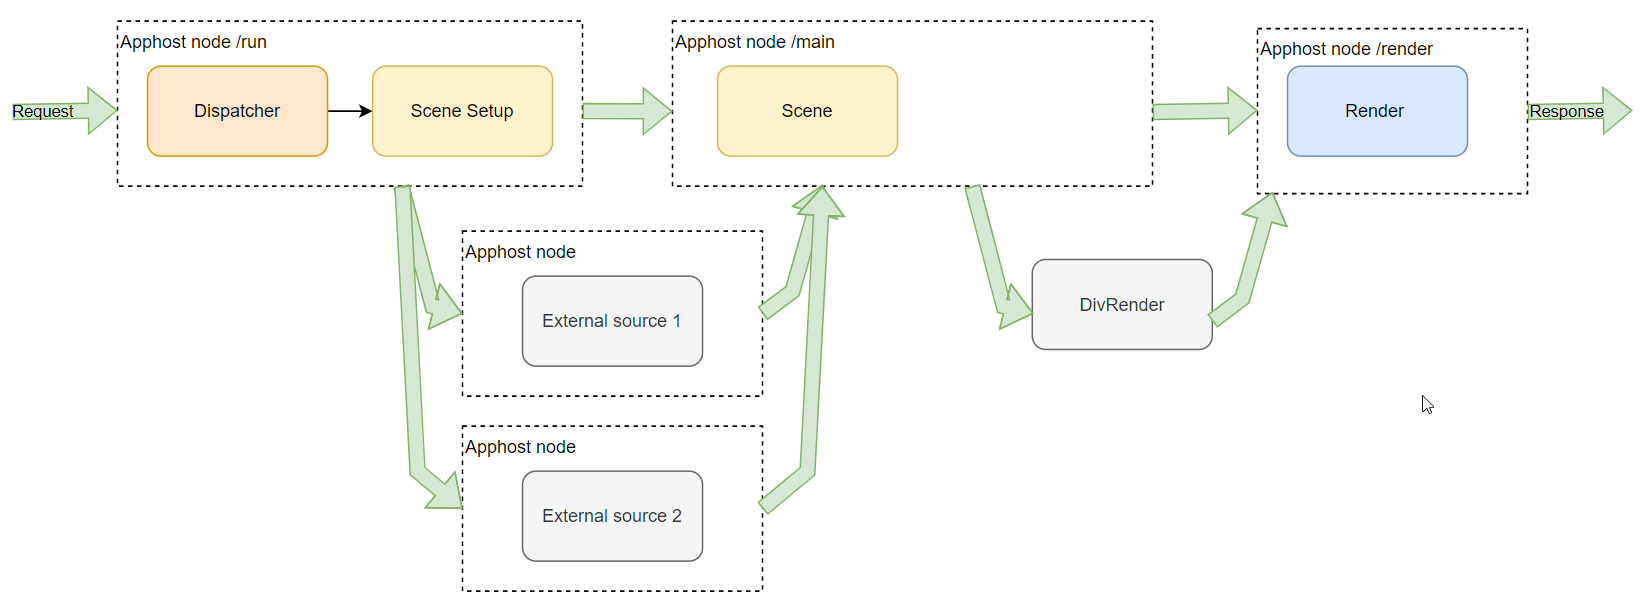 Request
Apphost node /run
Dispatcher
Scene Setup
Apphost node /main
Scene
Apphost node /render
Render
Response
Apphost node
External source 1
DivRender
Apphost node
External source 2